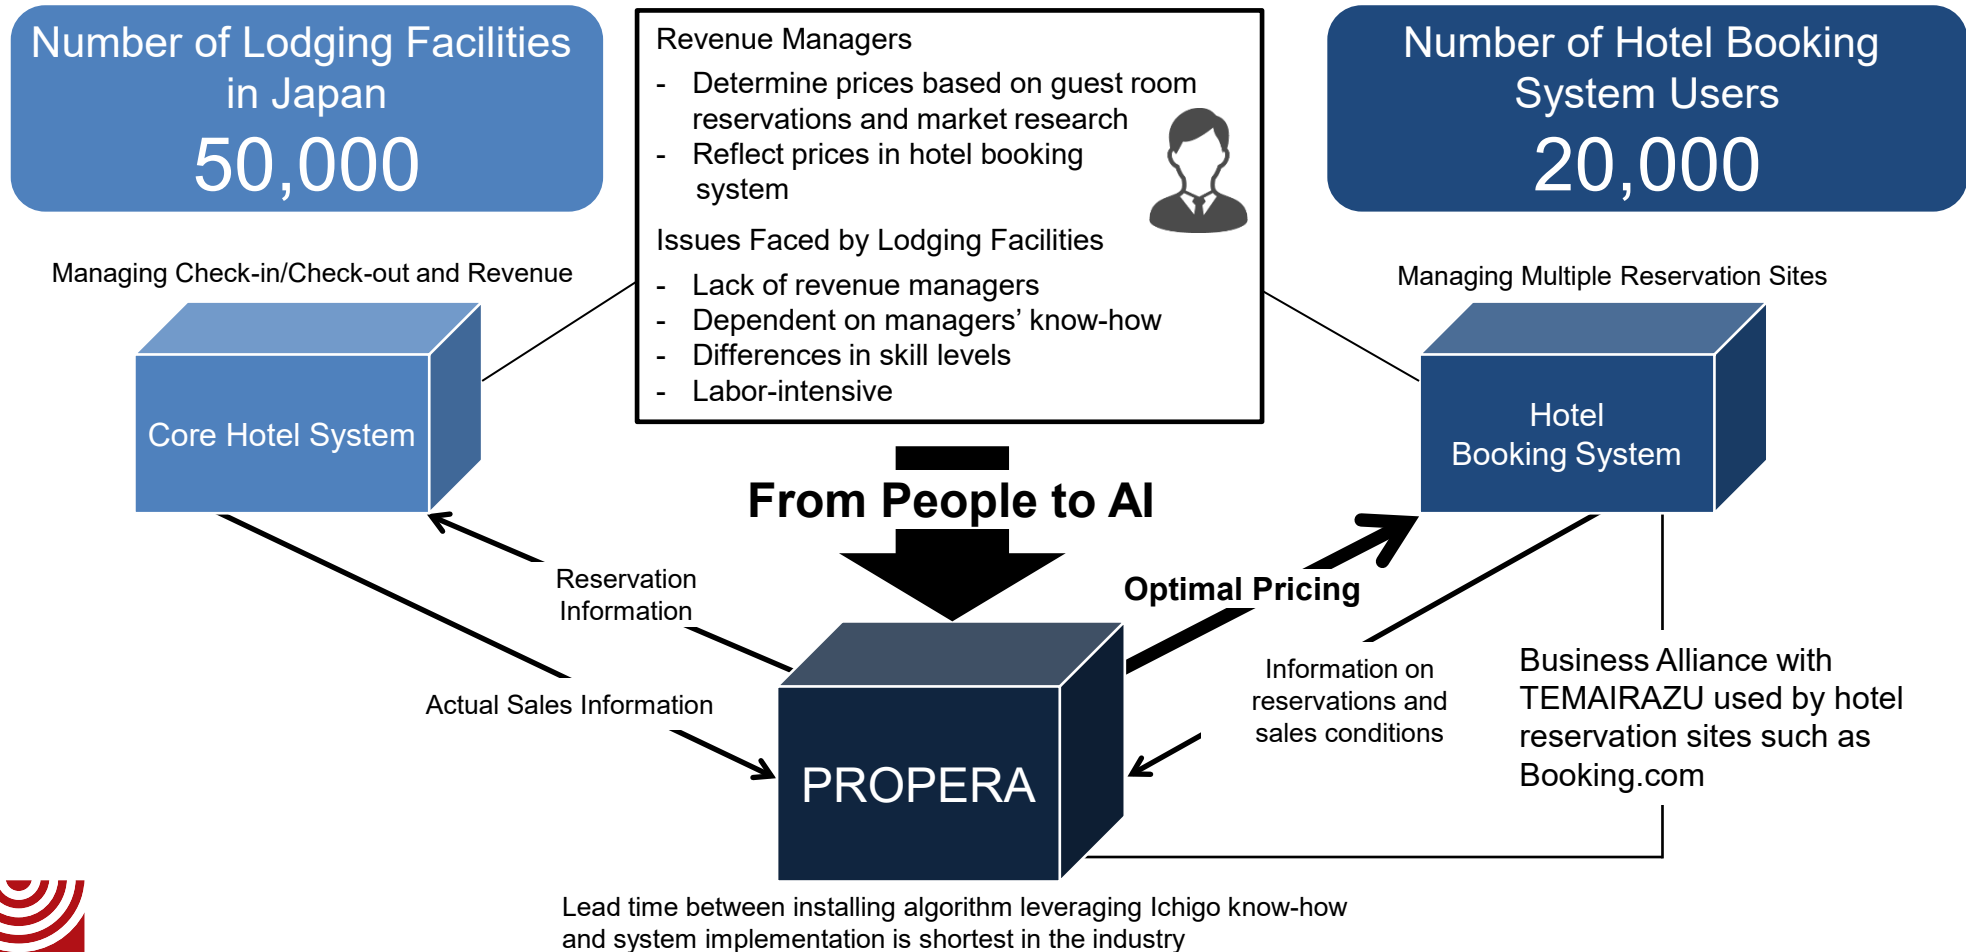 Number of Lodging Facilities
in Japan
50,000
Revenue Managers
- Determine prices based on guest room
reservations and market research
- Reflect prices in hotel booking
system
Issues Faced by Lodging Facilities
- Lack of revenue managers
- Dependent on managers’ know-how
- Differences in skill levels
- Labor-intensive
Number of Hotel Booking
System Users
20,000
Managing Check-in/Check-out and Revenue
Managing Multiple Reservation Sites
Core Hotel System
Hotel
Booking System
From People to AI
Reservation
Information
Optimal Pricing
Actual Sales Information
Information on
reservations and
sales conditions
Business Alliance with
TEMAIRAZU used by hotel
reservation sites such as
Booking.com
PROPERA
Lead time between installing algorithm leveraging Ichigo know-how
and system implementation is shortest in the industry